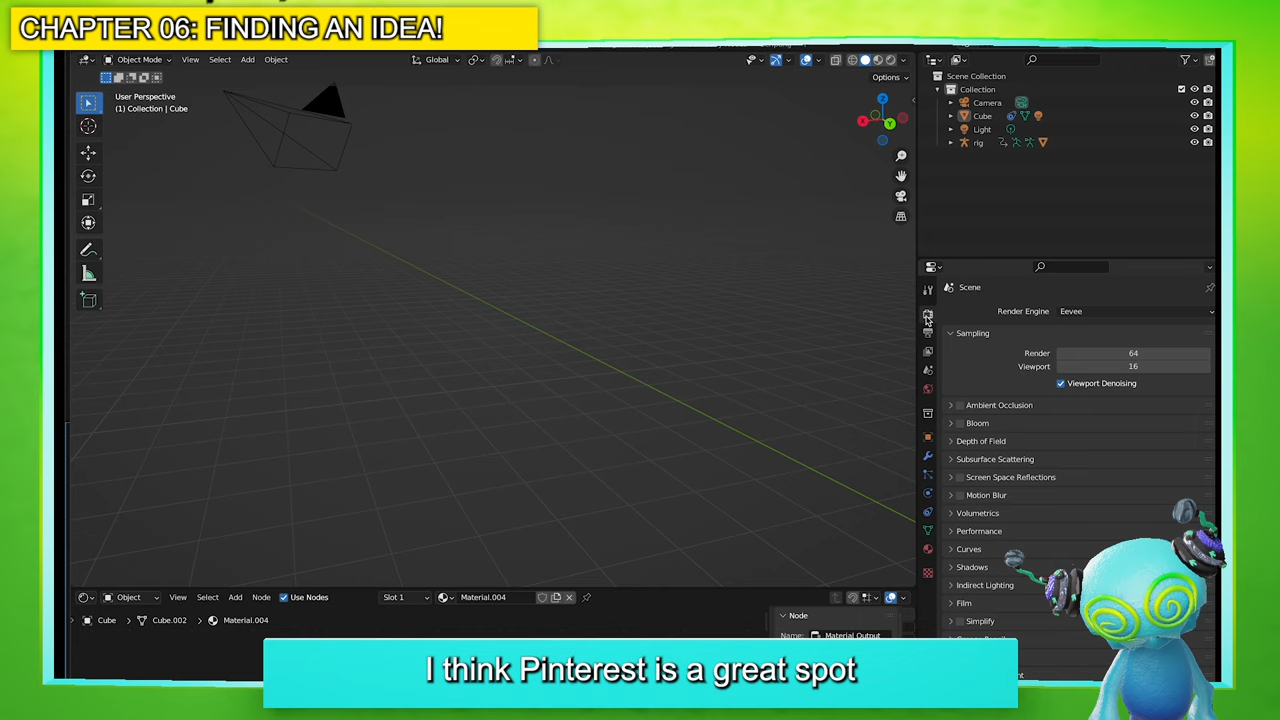 CHAPTER 06: FINDING AN IDEA!
Object Mode View Select Add Object
Global
Options
User Perspective
(1) Collection | Cube
Z
X
Y
Scene Collection
Collection
Camera
Cube
Light
rig
Scene
Render Engine Eevee
Sampling
Render 64
Viewport 16
Viewport Denoising
Ambient Occlusion
Bloom
Depth of Field
Subsurface Scattering
Screen Space Reflections
Motion Blur
Volumetrics
Performance
Curves
Shadows
Indirect Lighting
Film
Simplify
Object View Select Add Node Use Nodes Slot 1 Material.004
Cube Cube.002 Material.004
Node
Name: Material Output
I think Pinterest is a great spot